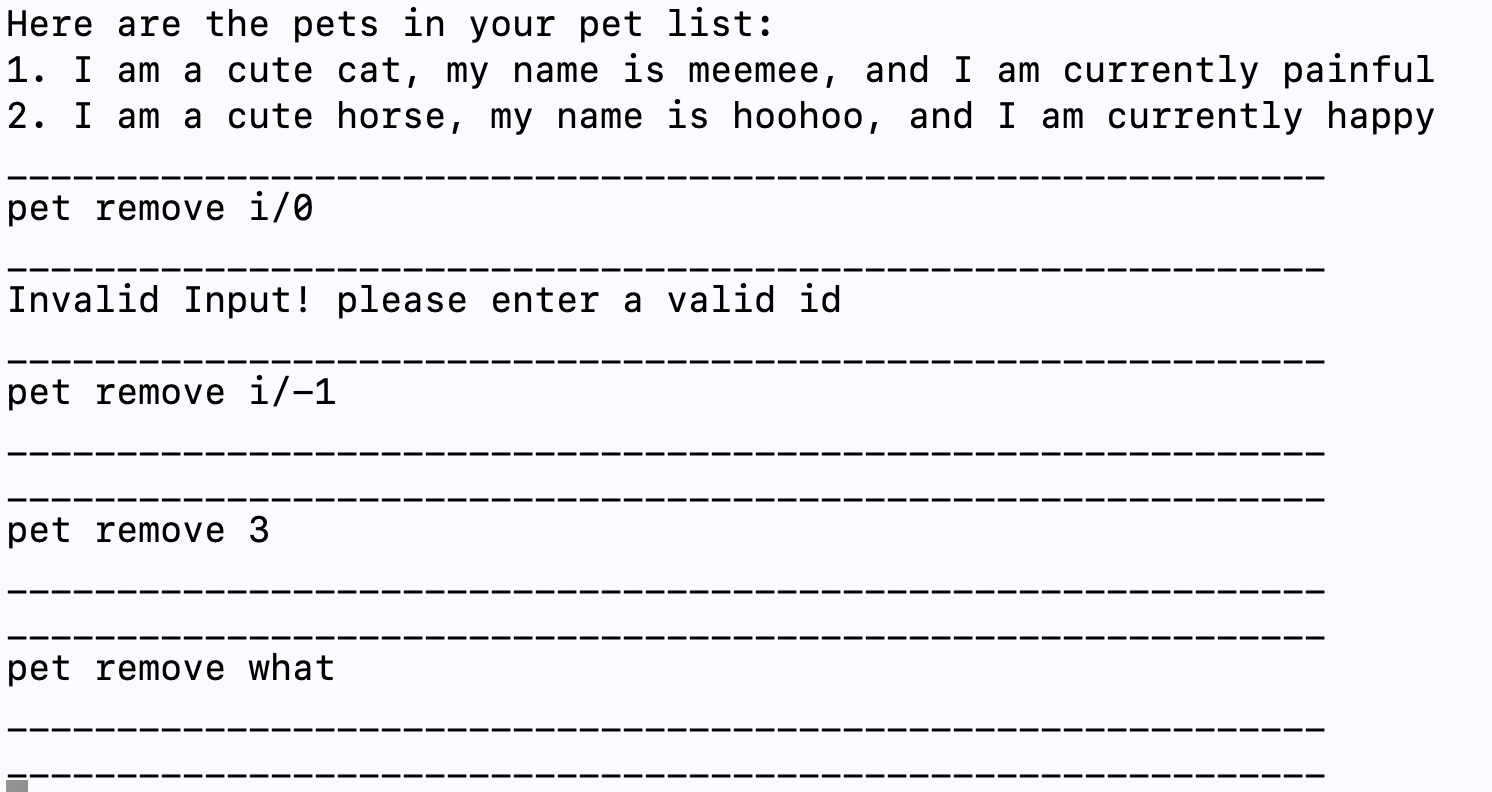 Here are the pets in your pet list:
1. I am a cute cat, my name is meemee, and I am currently painful
2. I am a cute horse, my name is hoohoo, and I am currently happy
____________________________________________________________
pet remove i/0
____________________________________________________________
Invalid Input! please enter a valid id
____________________________________________________________
pet remove i/-1
____________________________________________________________
____________________________________________________________
pet remove 3
____________________________________________________________
____________________________________________________________
pet remove what
____________________________________________________________
____________________________________________________________